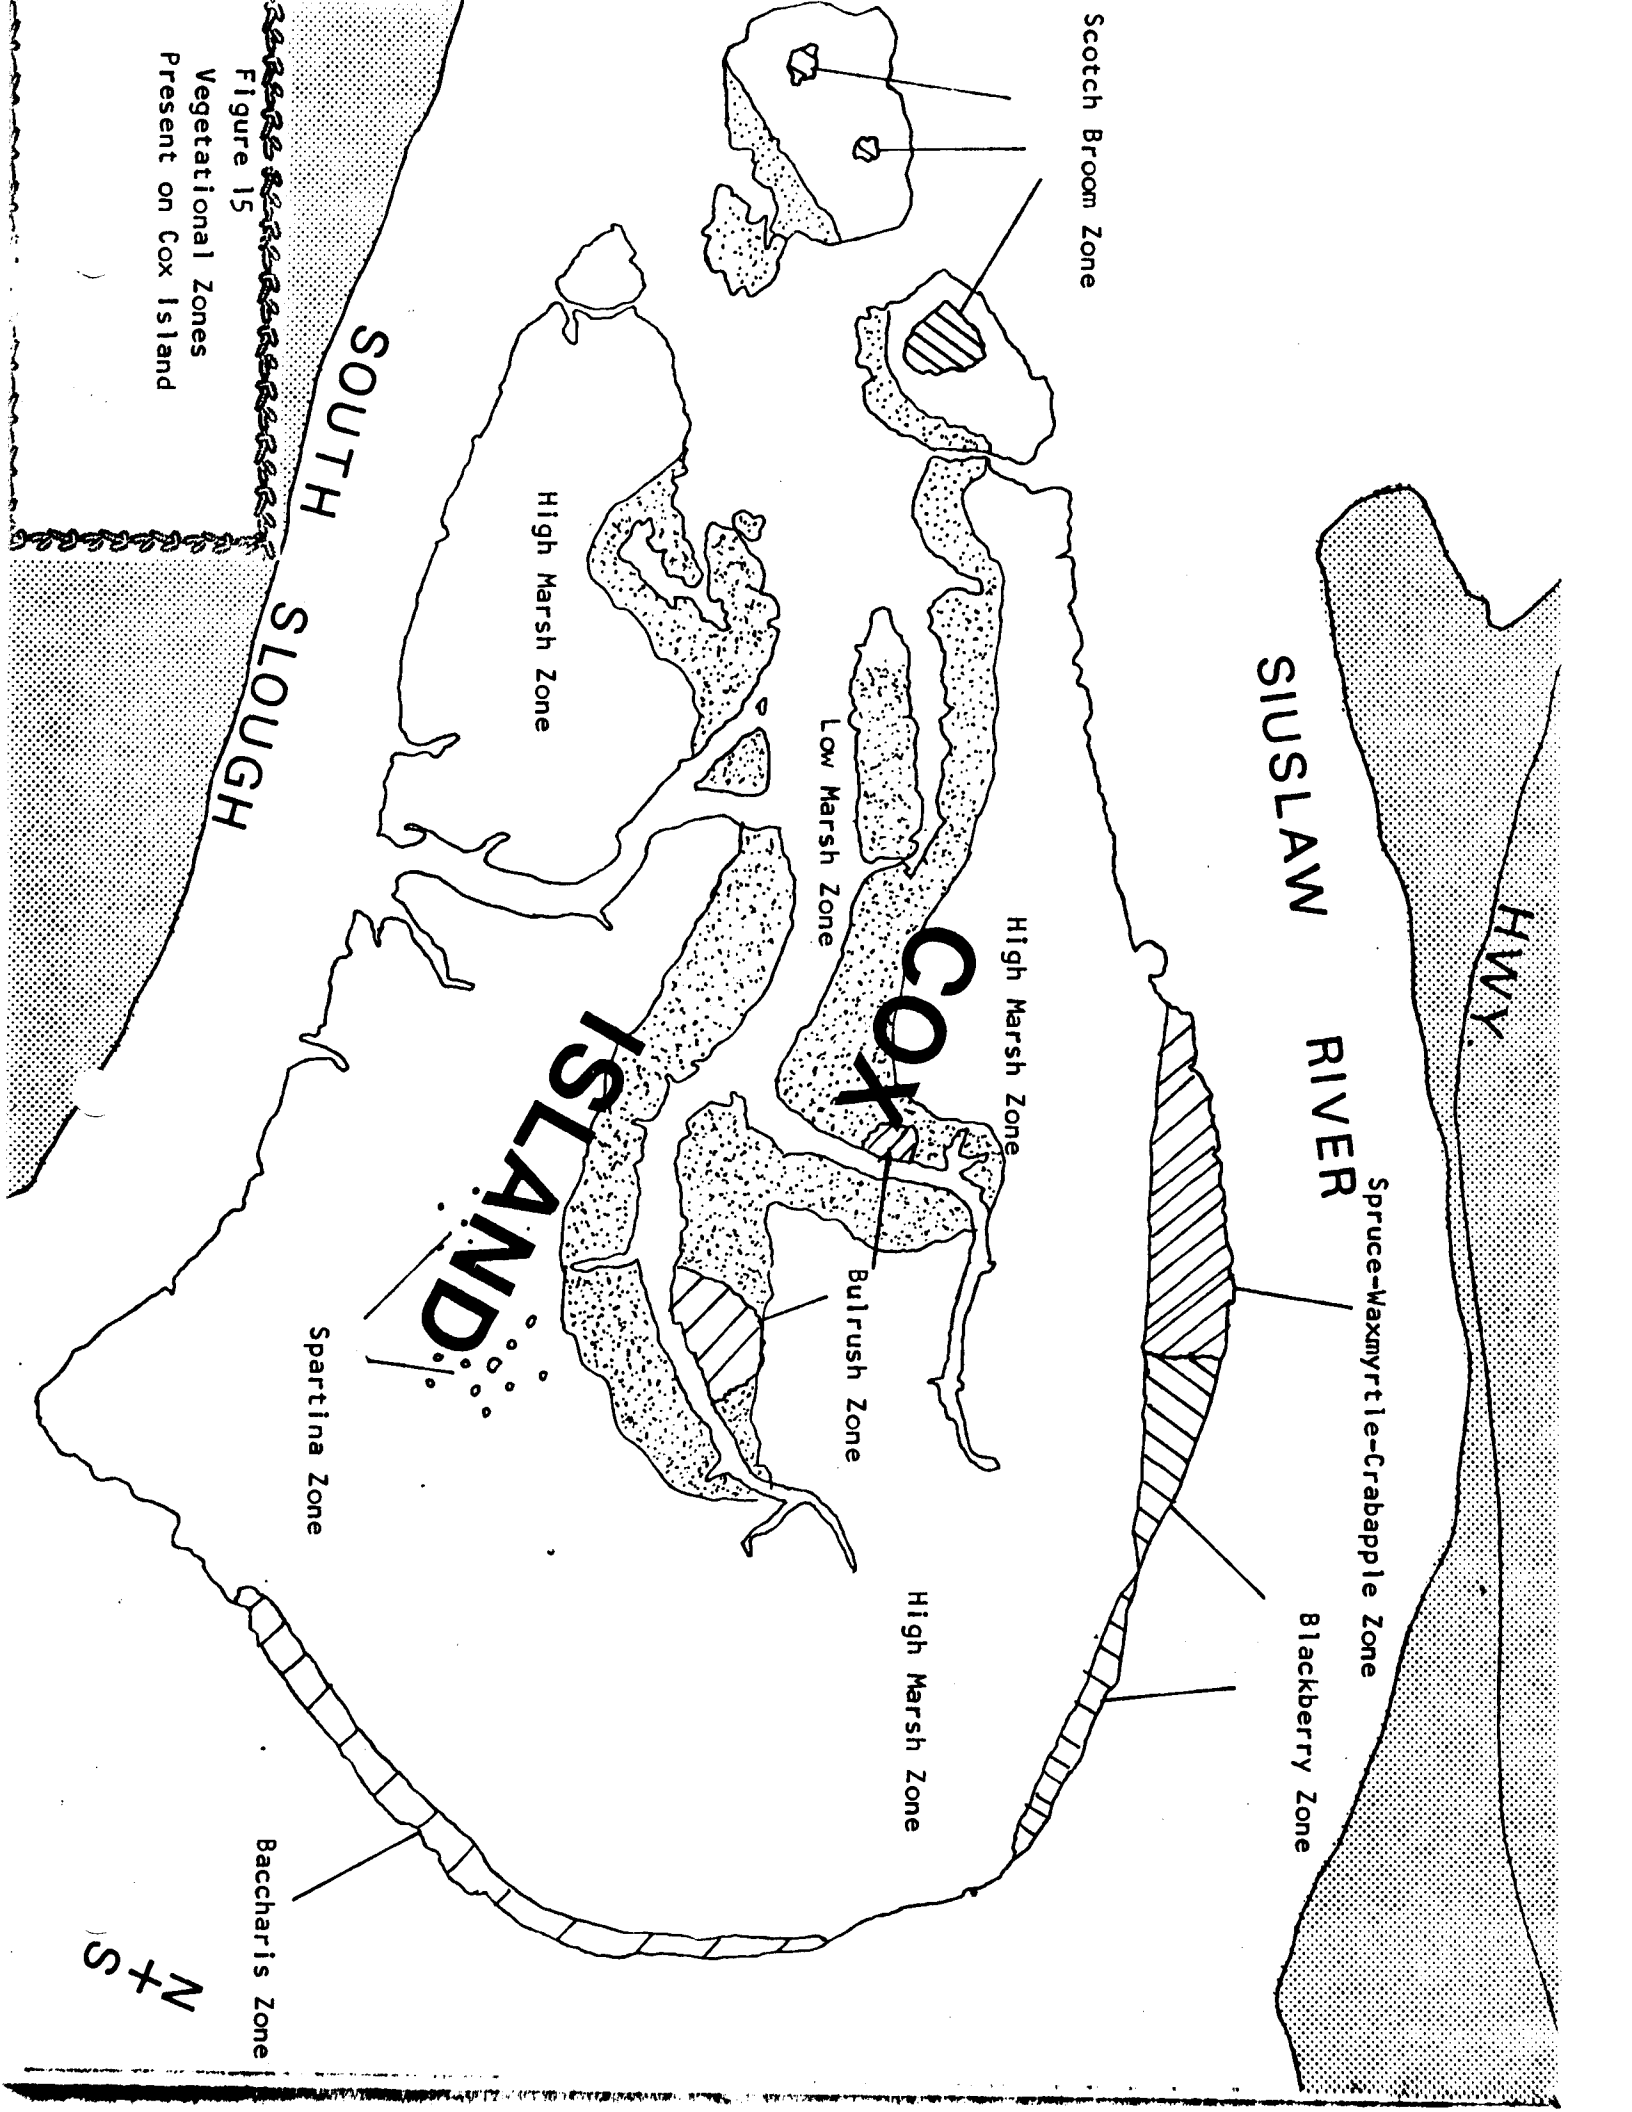 HWY
SIUSLAW RIVER
Spruce-Waxmyrtle-Crabapple Zone
Blackberry Zone
Scotch Broom Zone
High Marsh Zone
COX
High Marsh Zone
Low Marsh Zone
Bulrush Zone
ISLAND
High Marsh Zone
Spartina Zone
Baccharis Zone
SOUTH SLOUGH
Figure 15
Vegetational Zones
Present on Cox Island
N
S